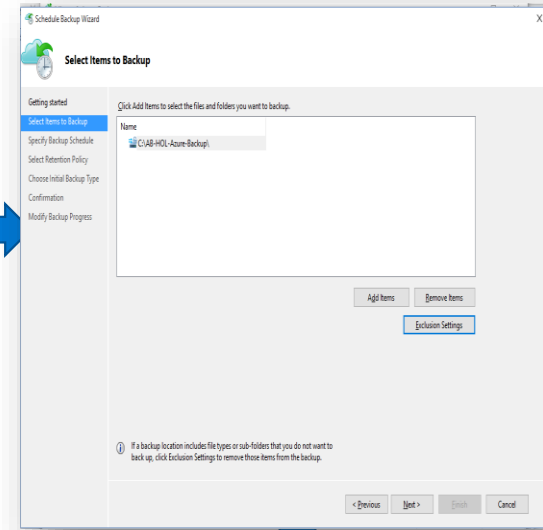 Schedule Backup Wizard
X
Select Items to Backup
Getting started
Select Items to Backup
Specify Backup Schedule
Select Retention Policy
Choose Initial Backup Type
Confirmation
Modify Backup Progress
Click Add Items to select the files and folders you want to backup.
Name
C:\AB-HOL-Azure-Backup\
Add Items
Remove Items
Exclusion Settings
If a backup location includes file types or sub-folders that you do not want to
back up, click Exclusion Settings to remove those items from the backup.
< Previous
Next >
Finish
Cancel